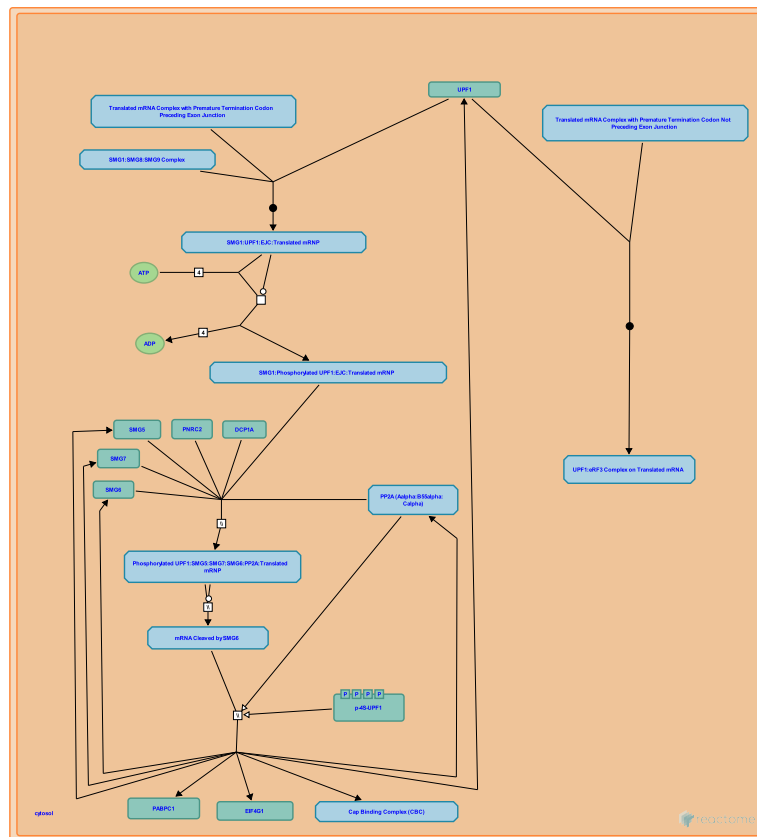 UPF1
Translated mRNA Complex with Premature Termination Codon
Preceding Exon Junction
Translated mRNA Complex with Premature Termination Codon Not
Preceding Exon Junction
SMG1:SMG8:SMG9 Complex
SMG1:UPF1:EJC:Translated mRNP
ATP
4
4
ADP
SMG1:Phosphorylated UPF1:EJC:Translated mRNP
SMG5
PNRC2
DCP1A
SMG7
UPF1:eRF3 Complex on Translated mRNA
SMG6
PP2A (Aalpha:B55alpha:
Calpha)
\\
Phosphorylated UPF1:SMG5:SMG7:SMG6:PP2A:Translated
mRNP
\\
mRNA Cleaved by SMG6
P P P P
p-4S-UPF1
\\
PABPC1
EIF4G1
Cap Binding Complex (CBC)
cytosol
reactome